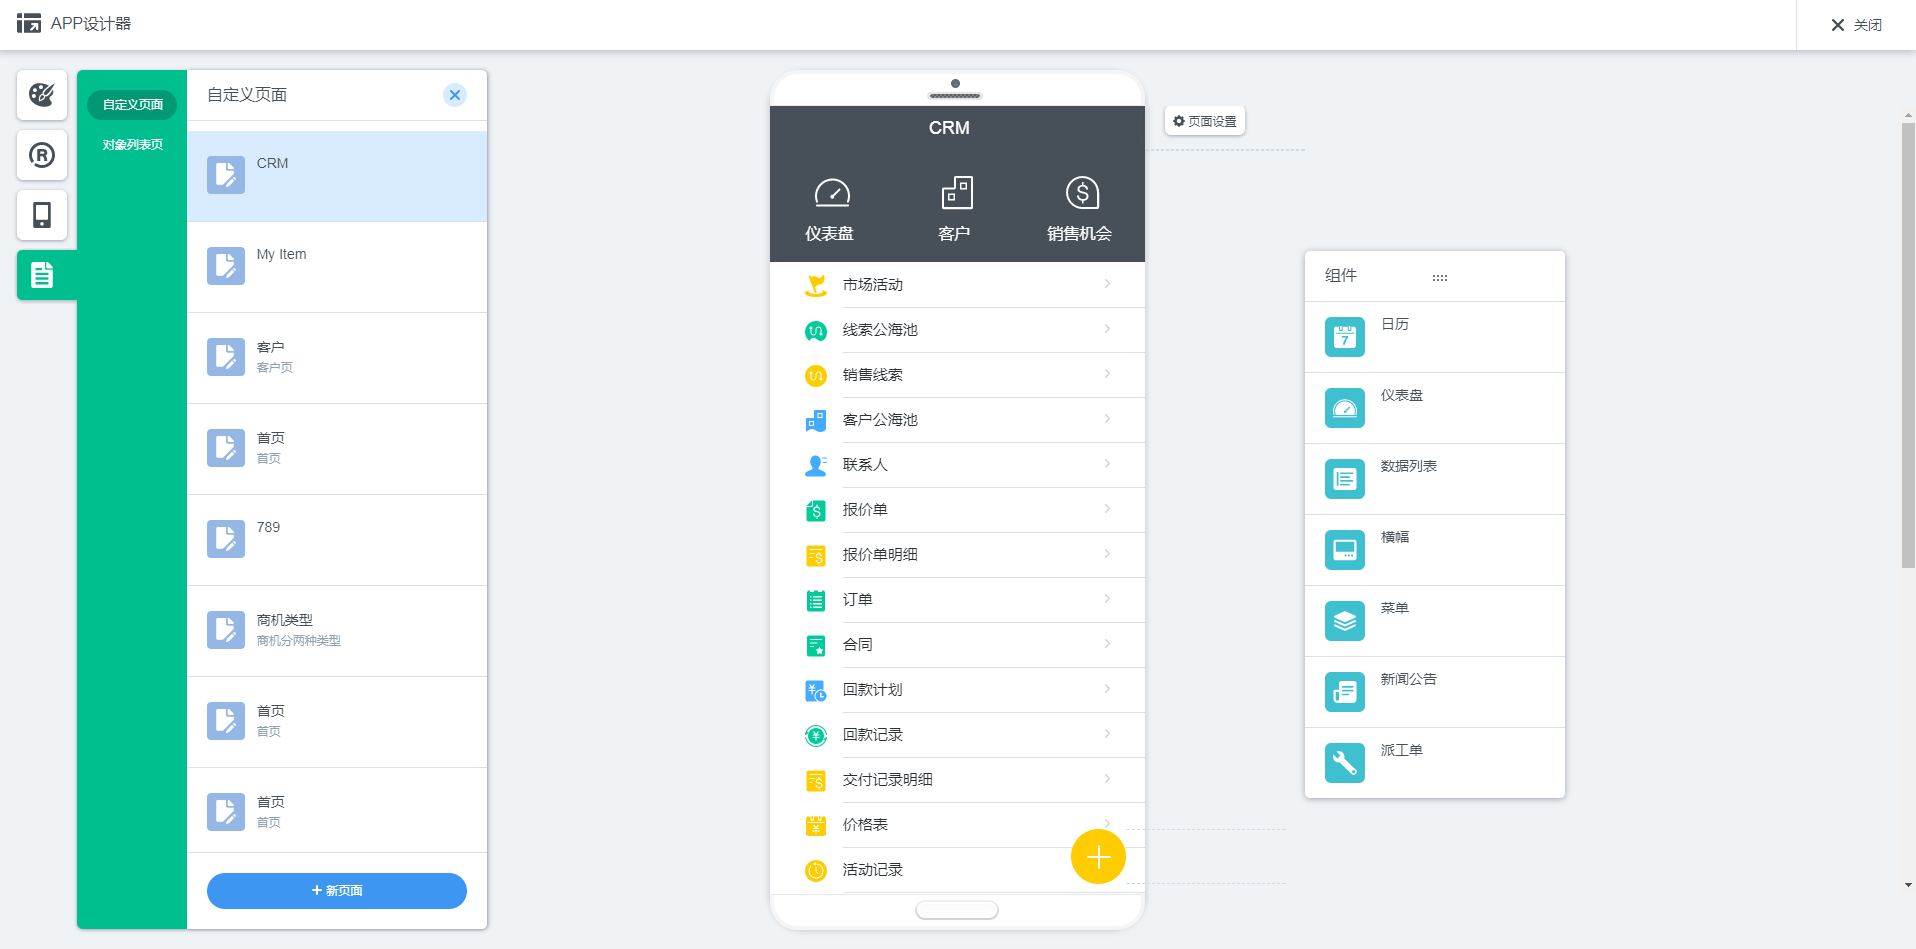 APP设计器
关闭
自定义页面
对象列表页
自定义页面
CRM
My Item
客户
客户页
首页
首页
789
商机类型
商机分两种类型
首页
首页
首页
首页
+ 新页面
CRM
仪表盘
客户
销售机会
市场活动
线索公海池
销售线索
客户公海池
联系人
报价单
报价单明细
订单
合同
回款计划
回款记录
交付记录明细
价格表
活动记录
页面设置
组件
日历
7
仪表盘
数据列表
横幅
菜单
新闻公告
派工单